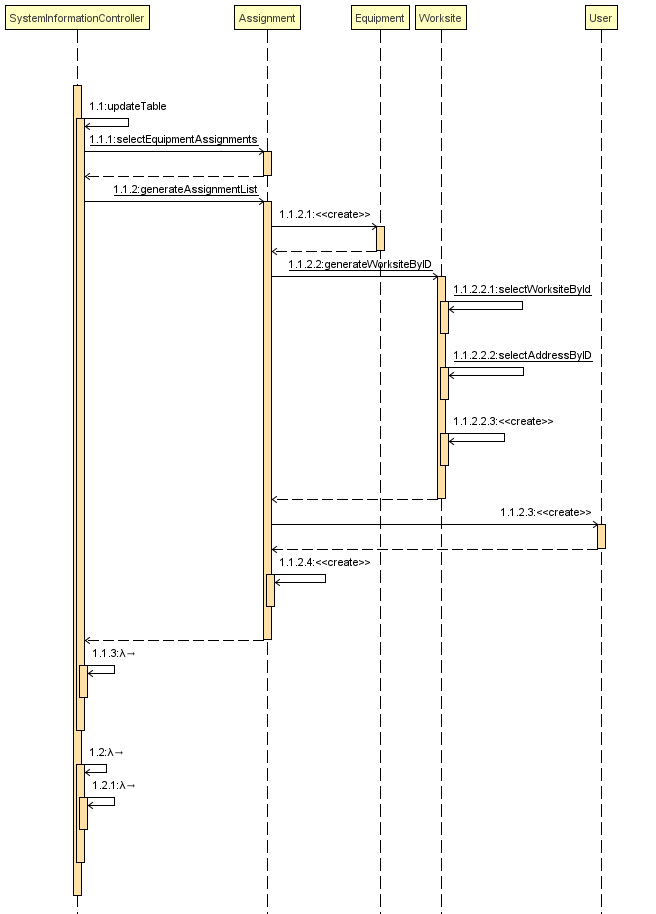 SystemInformationController
Assignment
Equipment
Worksite
User
1.1:updateTable
1.1.1:selectEquipmentAssignments
1.1.2:generateAssignmentList
1.1.2.1:<<create>>
1.1.2.2:generateWorksiteByID
1.1.2.2.1:selectWorksiteById
1.1.2.2.2:selectAddressByID
1.1.2.2.3:<<create>>
1.1.2.3:<<create>>
1.1.2.4:<<create>>
1.1.3:λ→
1.2:λ→
1.2.1:λ→